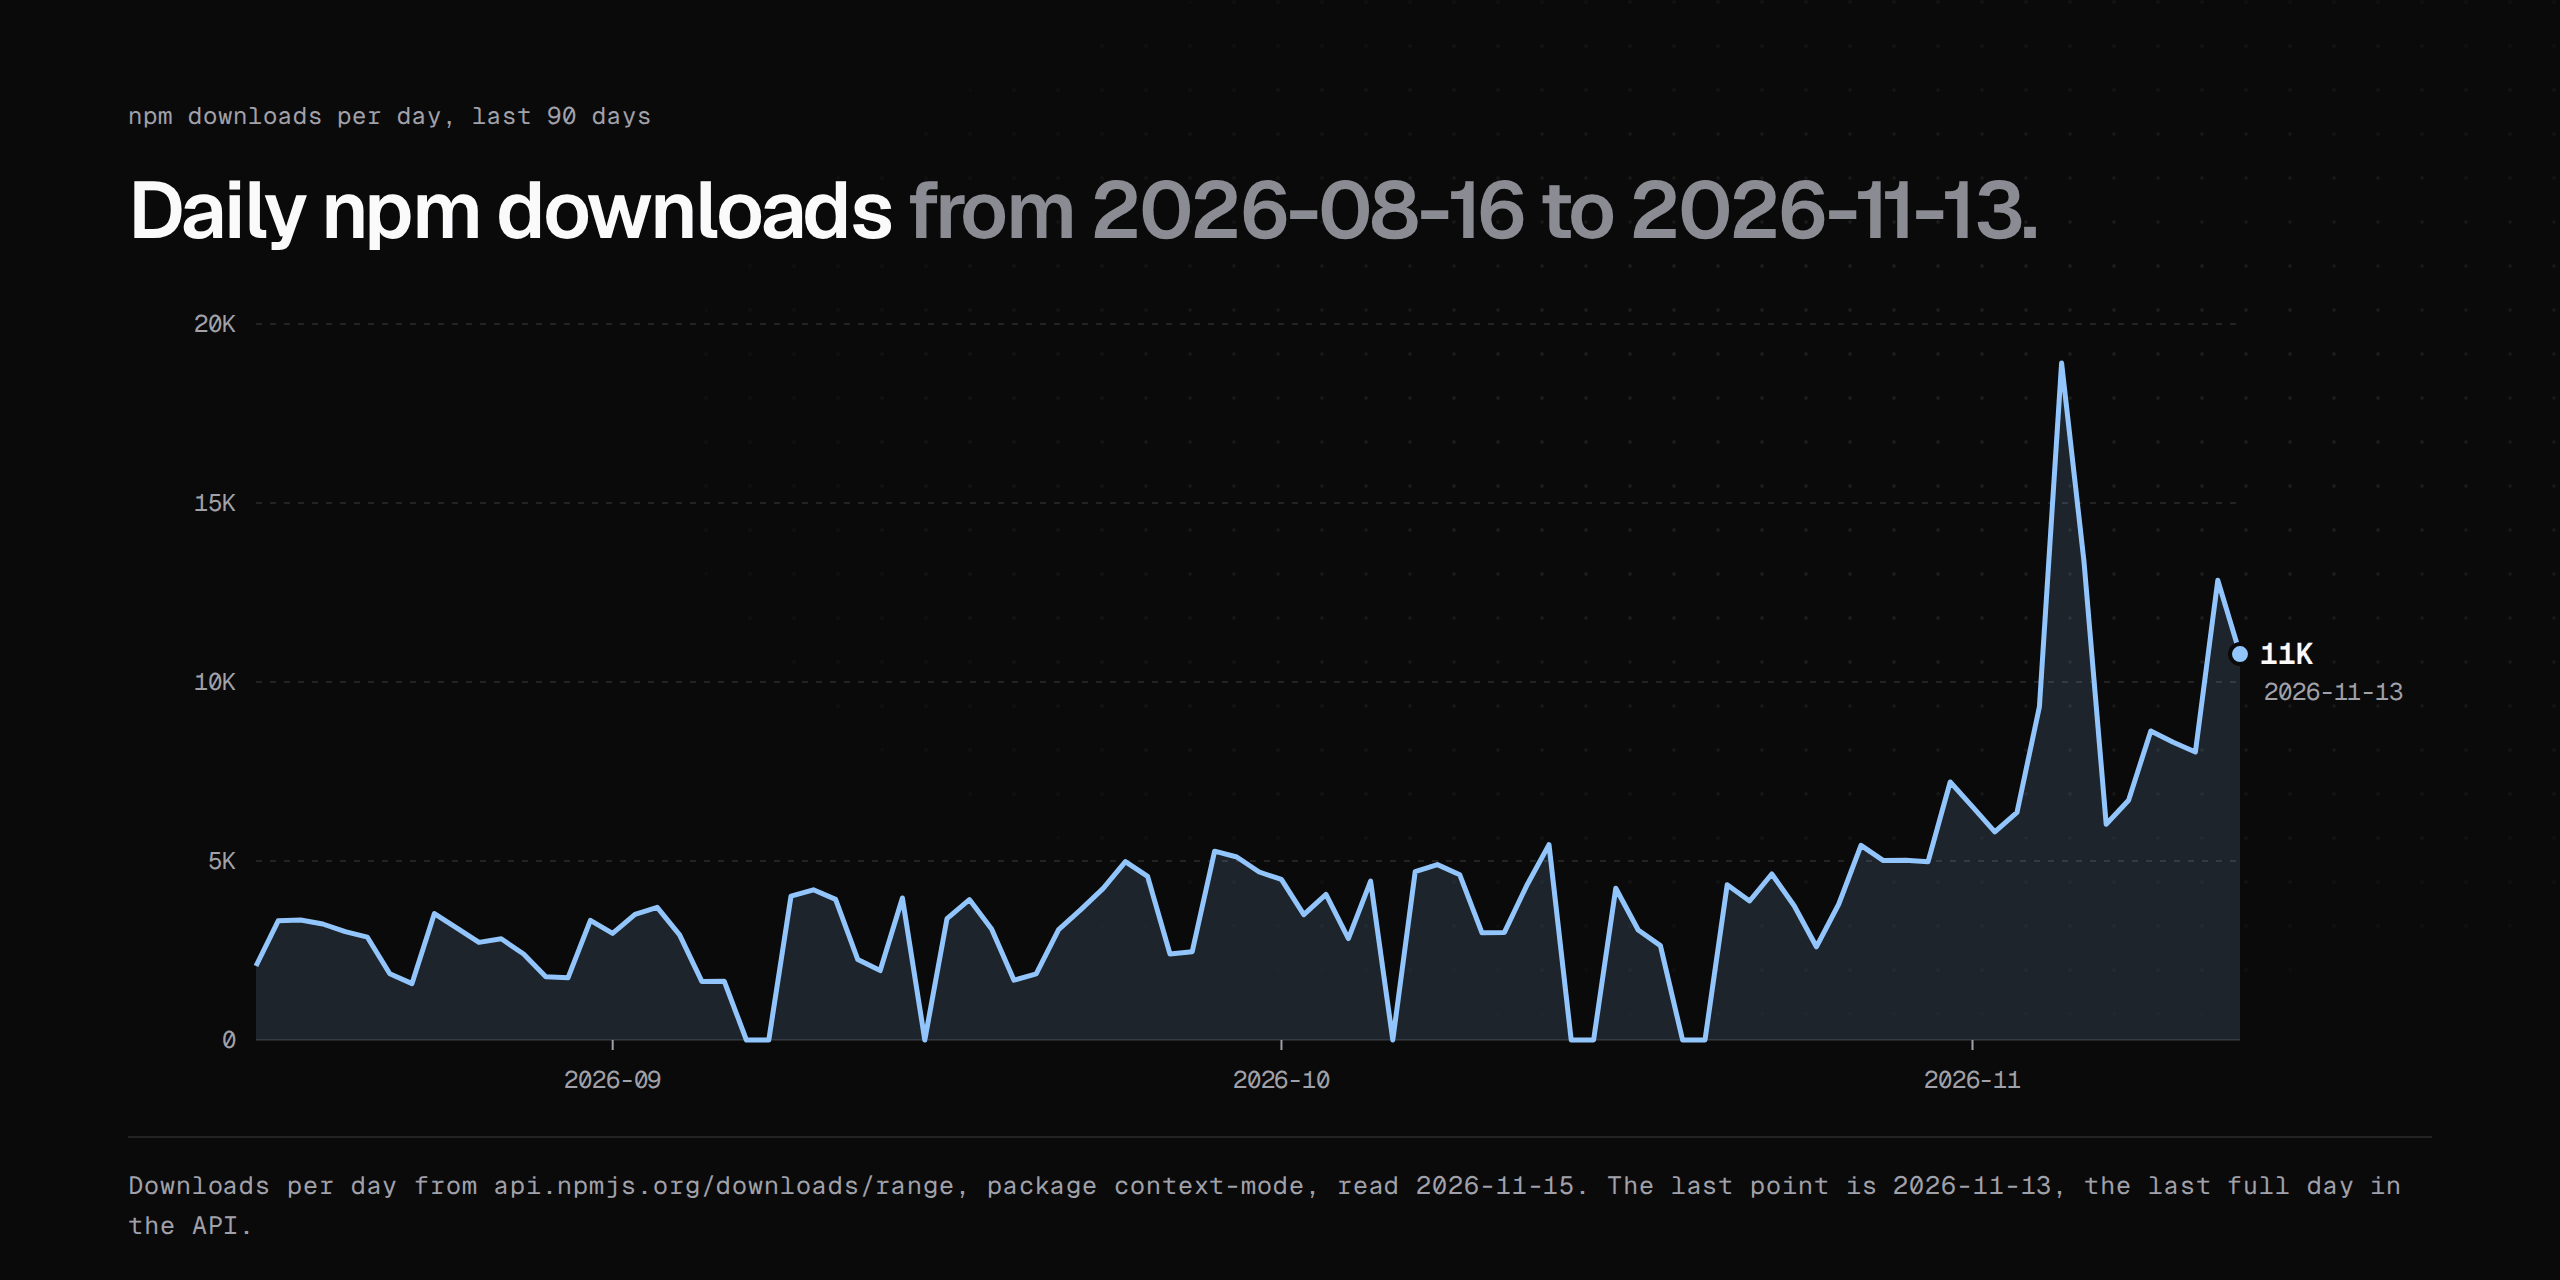 npm downloads per day, last 90 days
Daily npm downloads from 2026-08-16 to 2026-11-13.
20K
15K
10K
5K
0
11K
2026-11-13
2026-09
2026-10
2026-11
Downloads per day from api.npmjs.org/downloads/range, package context-mode, read 2026-11-15. The last point is 2026-11-13, the last full day in
the API.